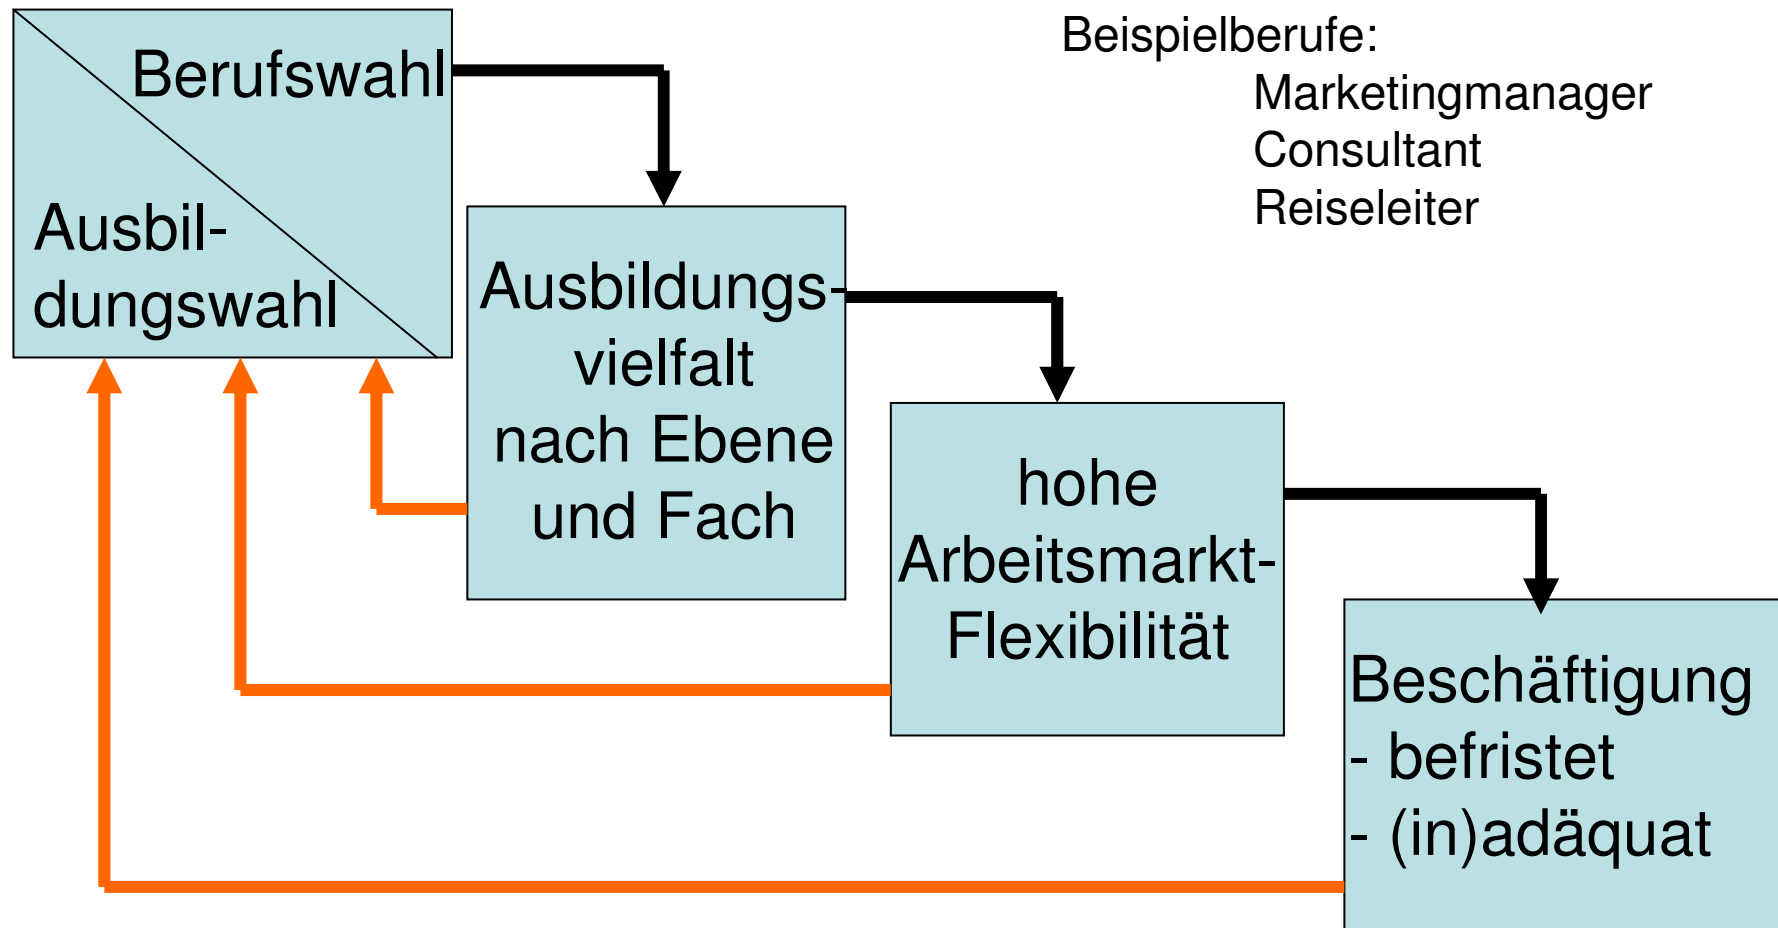 Berufswahl
Ausbil-
dungswahl
Beispielberufe:
Marketingmanager
Consultant
Reiseleiter
Ausbildungs-
vielfalt
nach Ebene
und Fach
hohe
Arbeitsmarkt-
Flexibilität
Beschäftigung
- befristet
- (in)adäquat